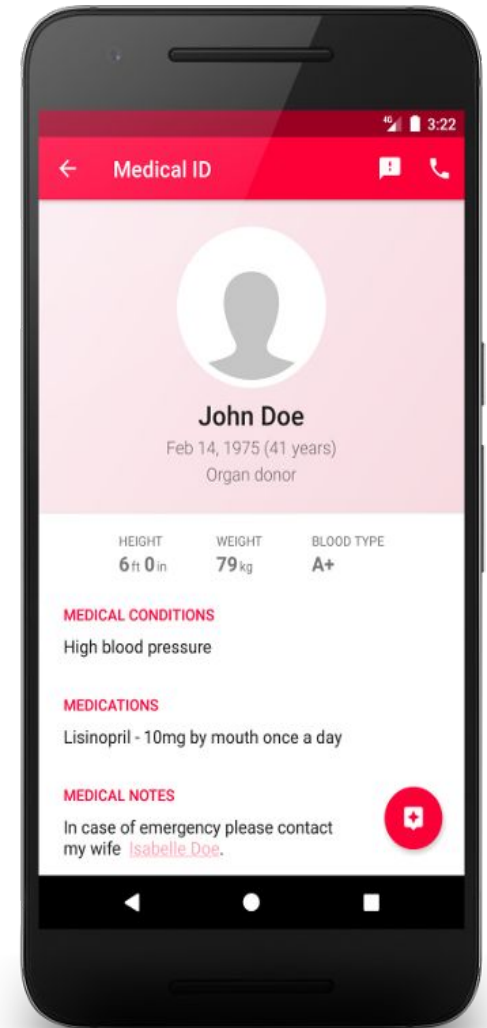 4G 3:22
Medical ID
John Doe
Feb 14, 1975 (41 years)
Organ donor
HEIGHT WEIGHT BLOOD TYPE
6 ft 0 in 79 kg A+
MEDICAL CONDITIONS
High blood pressure
MEDICATIONS
Lisinopril - 10mg by mouth once a day
MEDICAL NOTES
In case of emergency please contact
my wife Isabelle Doe.